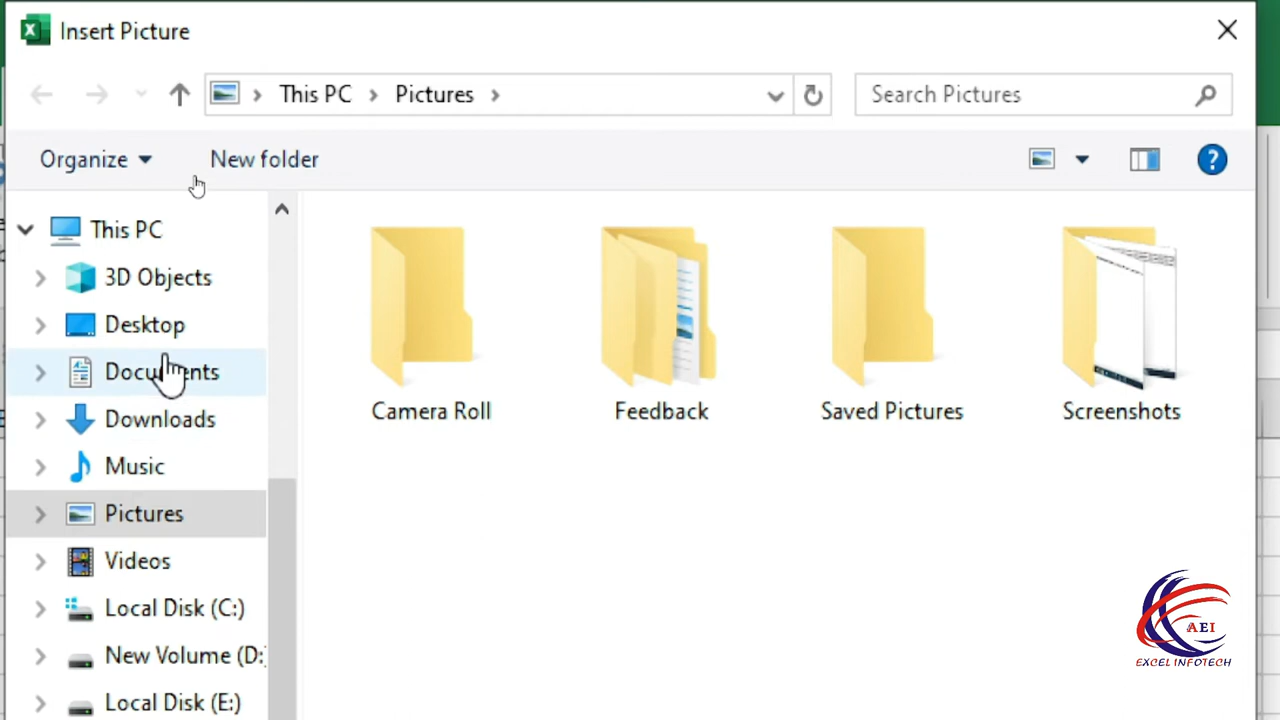 Insert Picture
This PC
Pictures
Search Pictures
Organize
New folder
This PC
3D Objects
Desktop
Documents
Downloads
Music
Pictures
Videos
Local Disk (C:)
New Volume (D:
Local Disk (E:)
Camera Roll
Feedback
Saved Pictures
Screenshots
AEI
EXCEL INFOTECH